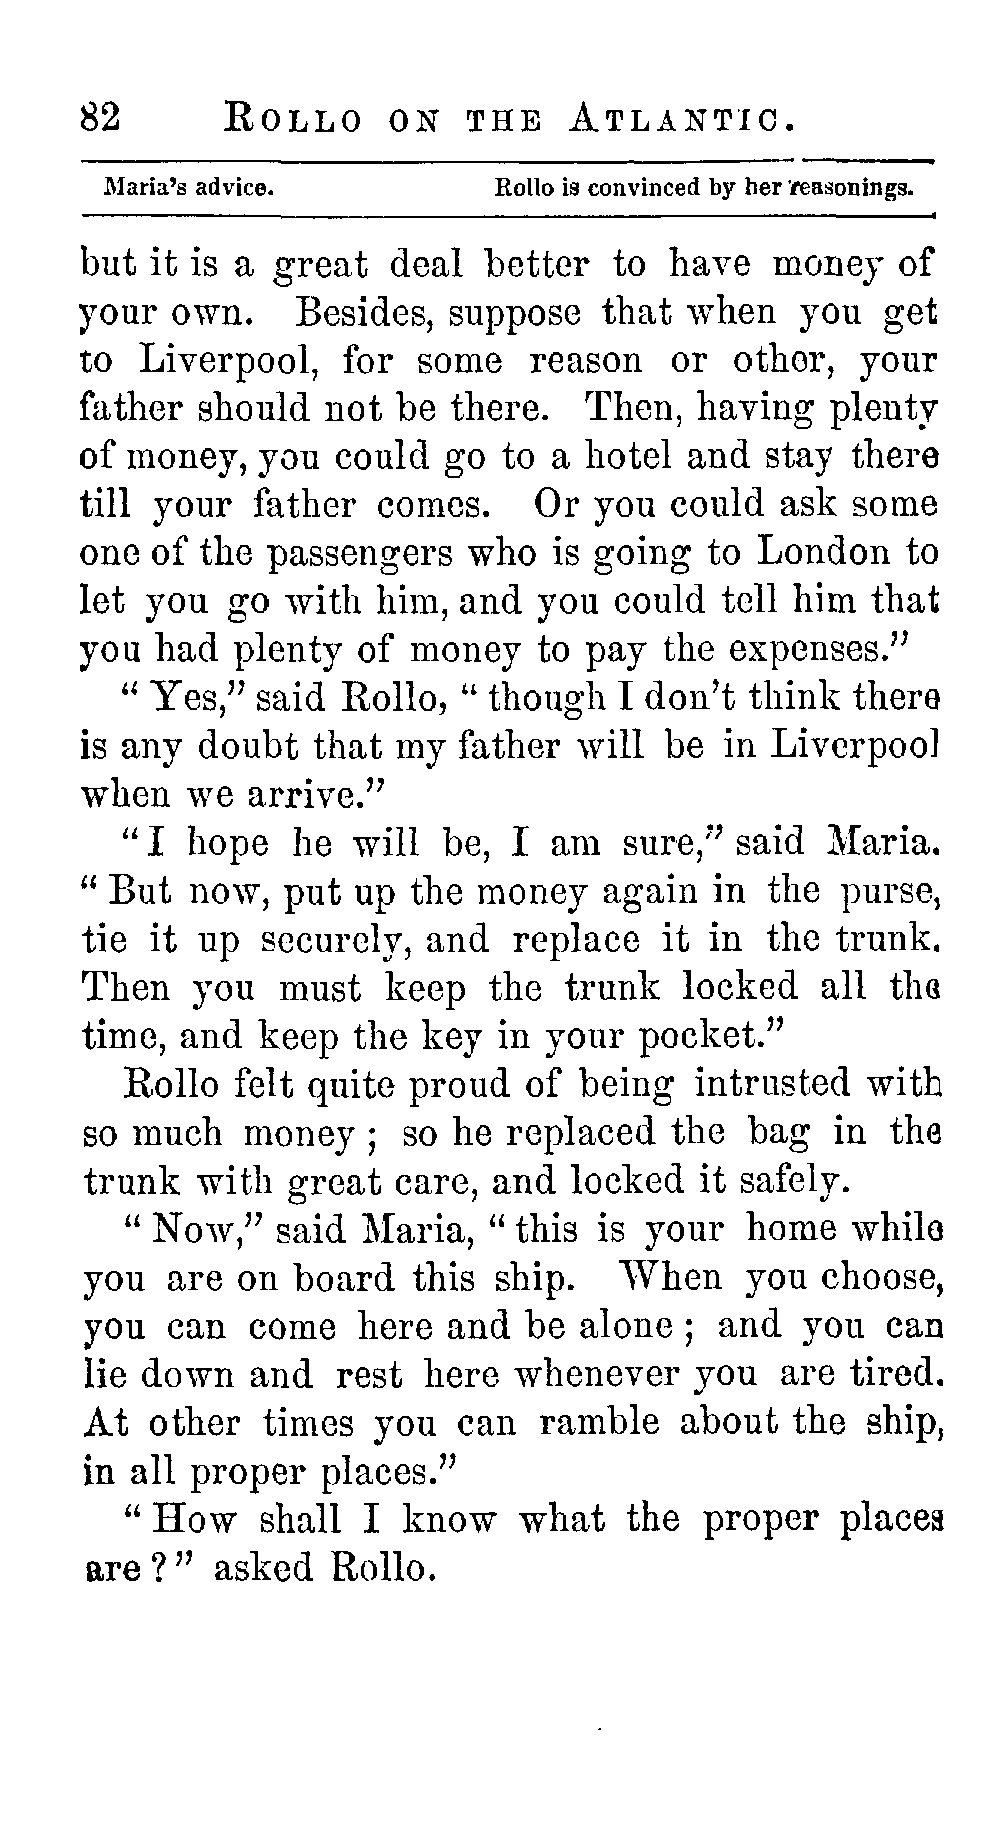 82 ROLLO ON THE ATLANTIC.
Maria's advice. Rollo is convinced by her reasonings.
but it is a great deal better to have money of
your own. Besides, suppose that when you get
to Liverpool, for some reason or other, your
father should not be there. Then, having plenty
of money, you could go to a hotel and stay there
till your father comes. Or you could ask some
one of the passengers who is going to London to
let you go with him, and you could tell him that
you had plenty of money to pay the expenses."
"Yes," said Rollo, "though I don't think there
is any doubt that my father will be in Liverpool
when we arrive."
"I hope he will be, I am sure," said Maria.
"But now, put up the money again in the purse,
tie it up securely, and replace it in the trunk.
Then you must keep the trunk locked all the
time, and keep the key in your pocket."
Rollo felt quite proud of being intrusted with
so much money; so he replaced the bag in the
trunk with great care, and locked it safely.
"Now," said Maria, "this is your home while
you are on board this ship. When you choose,
you can come here and be alone; and you can
lie down and rest here whenever you are tired.
At other times you can ramble about the ship,
in all proper places."
"How shall I know what the proper places
are?" asked Rollo.